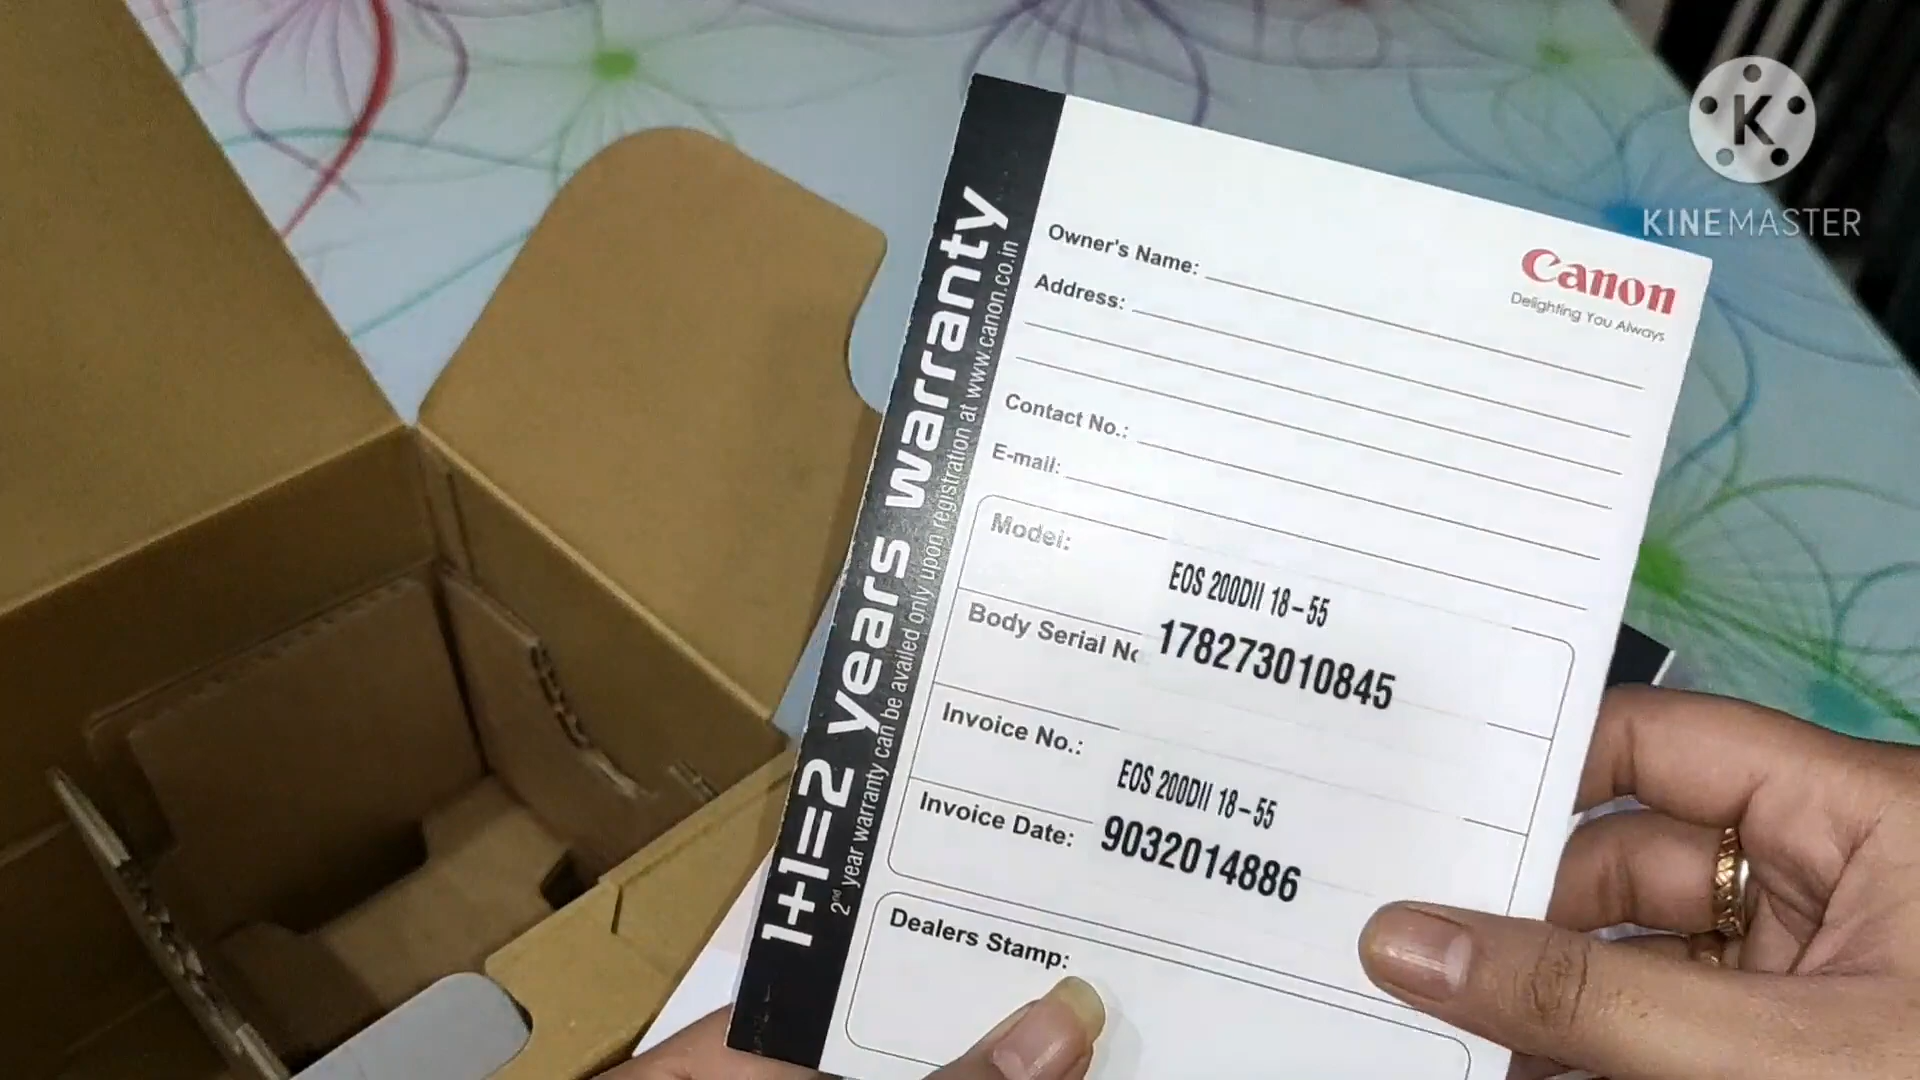 K
KINEMASTER
Canon
Delighting You Always
1+1=2 years warranty
2nd year warranty can be availed only upon registration at www.canon.co.in
Owner's Name:
Address:
Contact No.:
E-mail:
Model:
EOS 200DII 18-55
Body Serial No
178273010845
Invoice No.:
EOS 200DII 18-55
Invoice Date:
9032014886
Dealers Stamp: